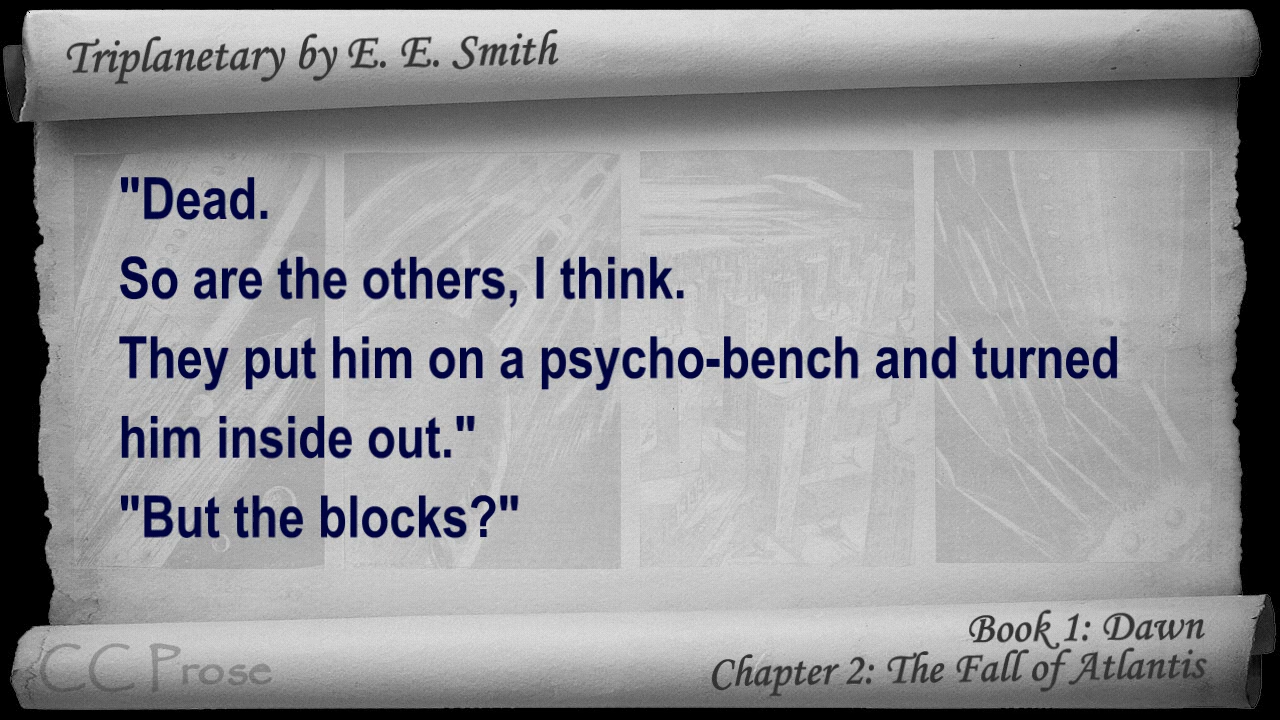 Triplanetary by E. E. Smith
"Dead.
So are the others, I think.
They put him on a psycho-bench and turned
him inside out."
"But the blocks?"
Book 1: Dawn
Chapter 2: The Fall of Atlantis
CC Prose